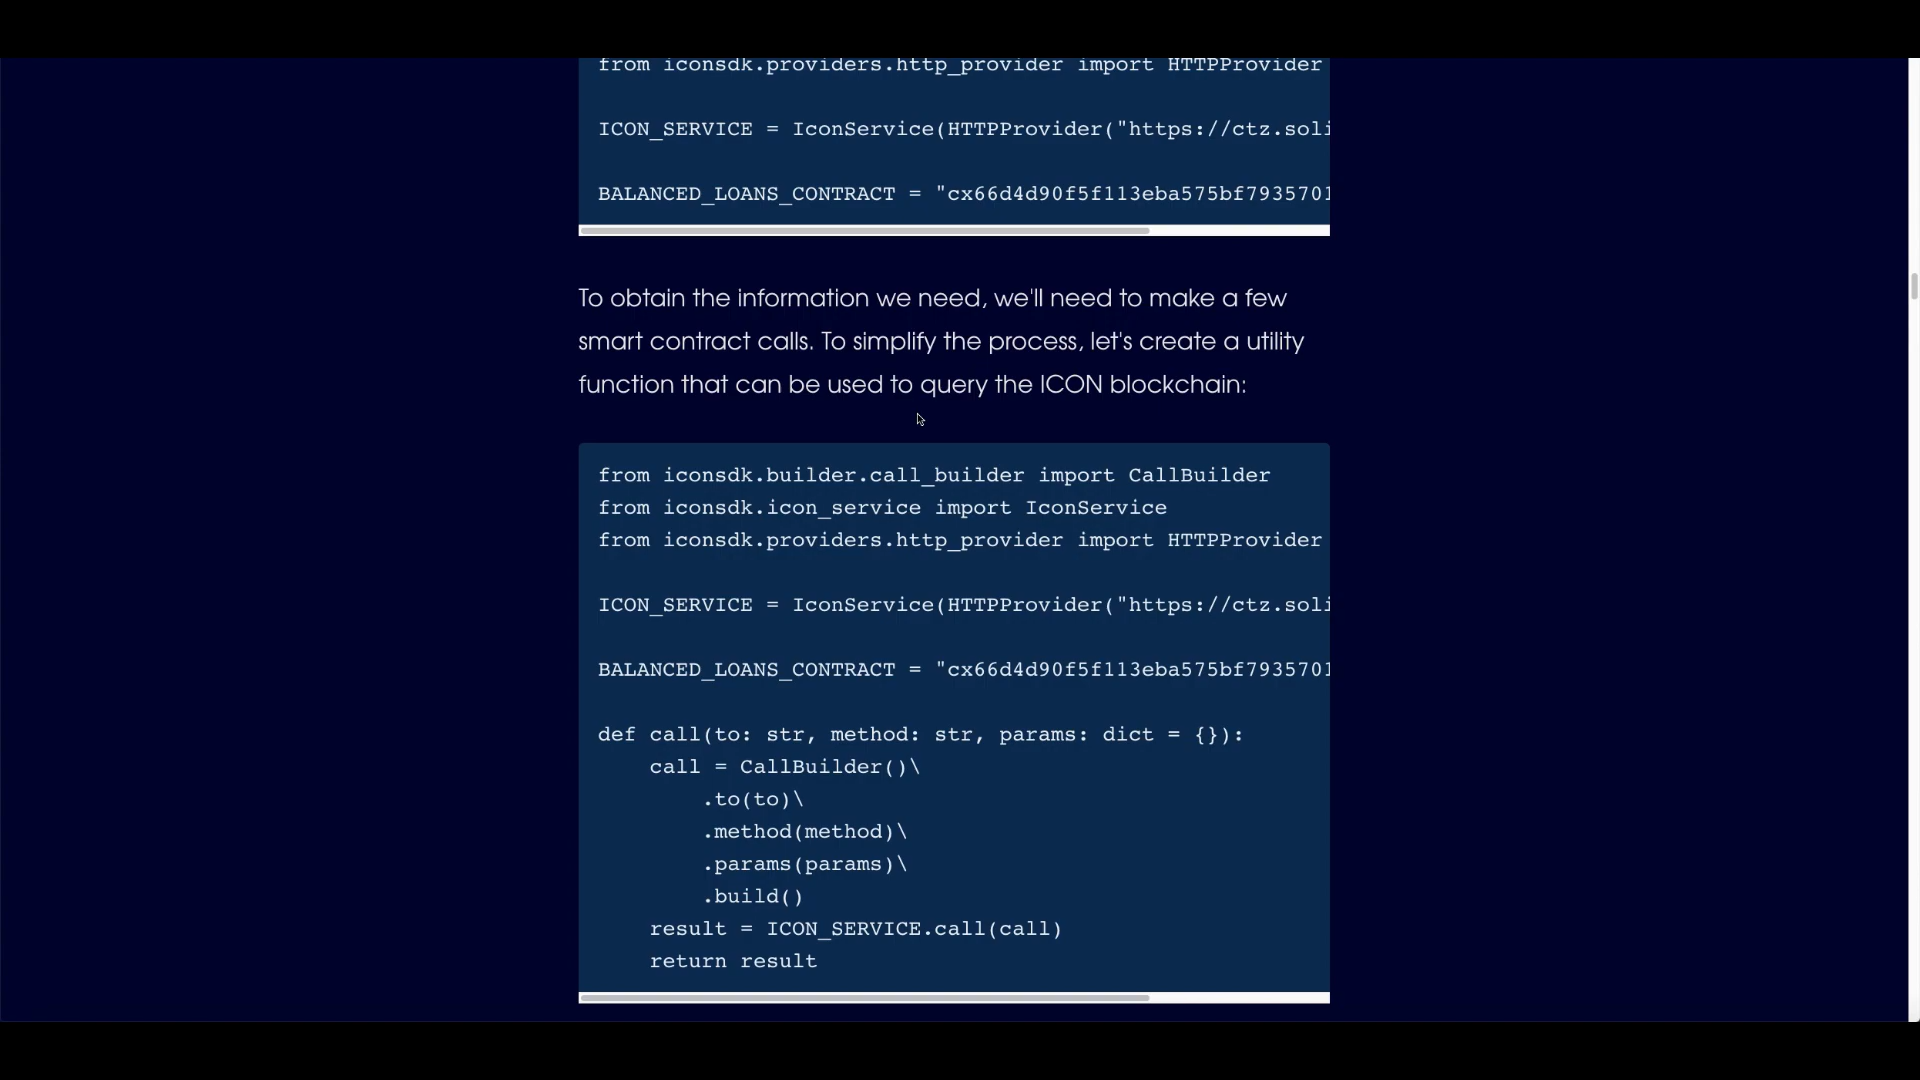 from iconsdk.providers.http_provider import HTTPProvider
ICON_SERVICE = IconService(HTTPProvider("https://ctz.soli
BALANCED_LOANS_CONTRACT = "cx66d4d90f5f113eba575bf7935701
To obtain the information we need, we'll need to make a few
smart contract calls. To simplify the process, let's create a utility
function that can be used to query the ICON blockchain:
from iconsdk.builder.call_builder import CallBuilder
from iconsdk.icon_service import IconService
from iconsdk.providers.http_provider import HTTPProvider
ICON_SERVICE = IconService(HTTPProvider("https://ctz.soli
BALANCED_LOANS_CONTRACT = "cx66d4d90f5f113eba575bf7935701
def call(to: str, method: str, params: dict = {}):
    call = CallBuilder()\
        .to(to)\
        .method(method)\
        .params(params)\
        .build()
    result = ICON_SERVICE.call(call)
    return result